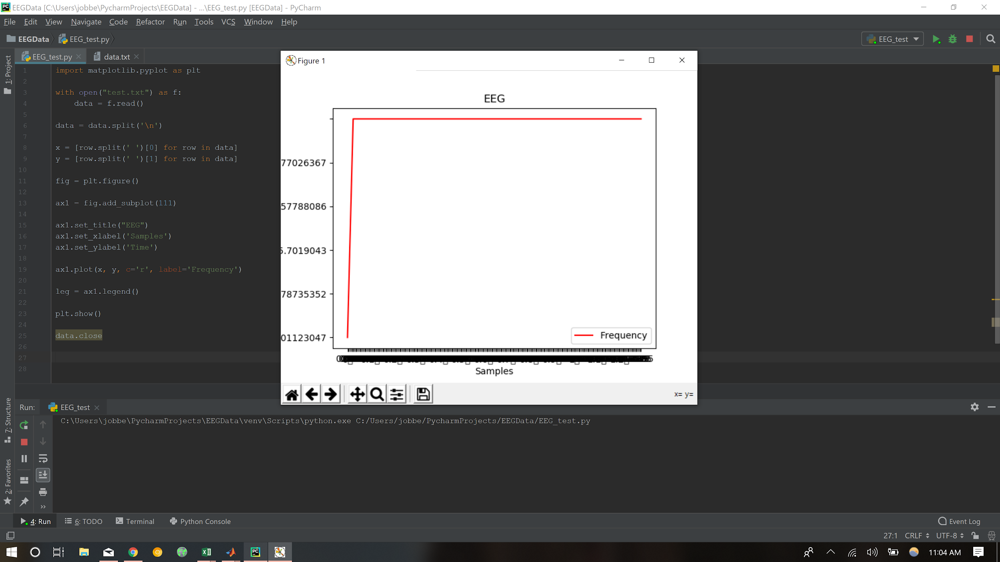 EEGData [C:\Users\jobbe\PycharmProjects\EEGData] - ...\EEG_test.py [EEGData] - PyCharm
File Edit View Navigate Code Refactor Run Tools VCS Window Help
EEGData EEG_test.py EEG_test
EEG_test.py data.txt
1: Project
1 import matplotlib.pyplot as plt
2
3 with open("test.txt") as f:
4 data = f.read()
5
6 data = data.split('\n')
7
8 x = [row.split(' ')[0] for row in data]
9 y = [row.split(' ')[1] for row in data]
10
11 fig = plt.figure()
12
13 ax1 = fig.add_subplot(111)
14
15 ax1.set_title("EEG")
16 ax1.set_xlabel('Samples')
17 ax1.set_ylabel('Time')
18
19 ax1.plot(x, y, c='r', label='Frequency')
20
21 leg = ax1.legend()
22
23 plt.show()
24
25 data.close
26
27
28
Figure 1
EEG
77026367
57788086
5.7019043
78735352
01123047
Frequency
Samples
x= y=
7: Structure
2: Favorites
Run: EEG_test
C:\Users\jobbe\PycharmProjects\EEGData\venv\Scripts\python.exe C:/Users/jobbe/PycharmProjects/EEGData/EEG_test.py
4: Run 6: TODO Terminal Python Console Event Log
27:1 CRLF UTF-8
11:04 AM